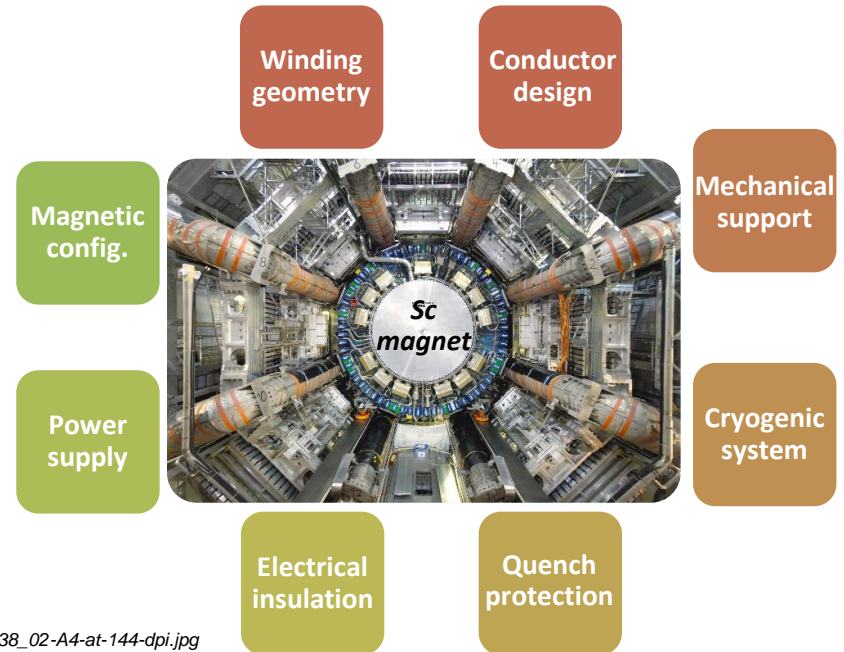 Winding
geometry
Conductor
design
Magnetic
config.
Mechanical
support
Sc
magnet
Power
supply
Cryogenic
system
Electrical
insulation
Quench
protection
38_02-A4-at-144-dpi.jpg